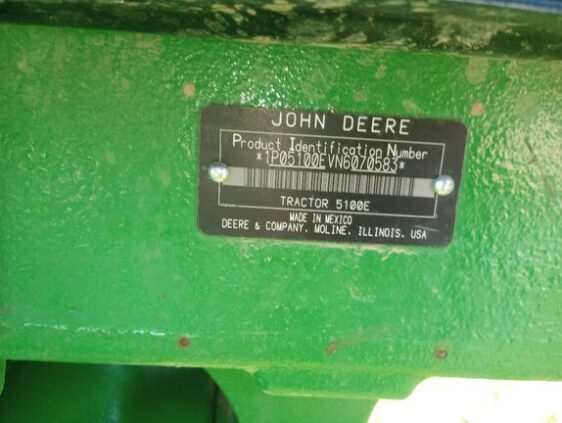 JOHN DEERE
Product Identification Number
*1P05100EVN6070583*
TRACTOR 5100E
MADE IN MEXICO
DEERE & COMPANY. MOLINE. ILLINOIS. USA